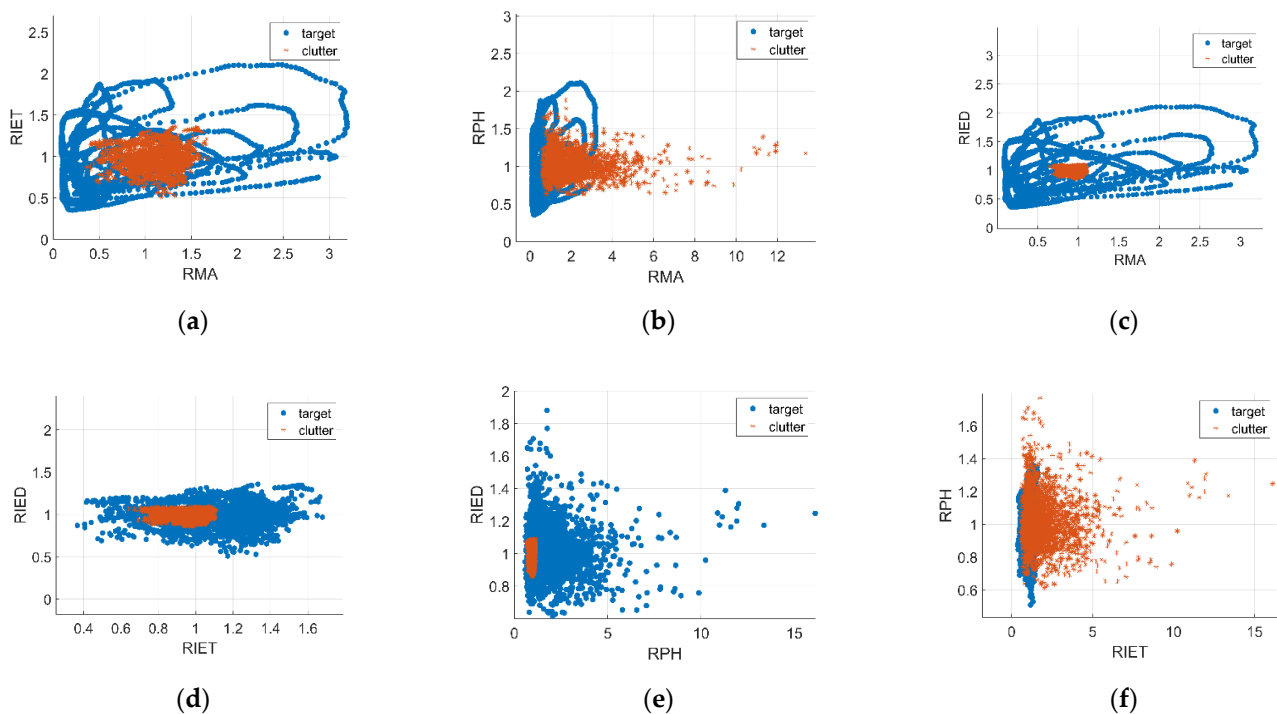 2.5
2
1.5
1
0.5
0
RIET
0 0.5 1 1.5 2 2.5 3
RMA
target
clutter
(a)
3
2.5
2
1.5
1
0.5
0
RPH
0 2 4 6 8 10 12
RMA
target
clutter
(b)
3
2.5
2
1.5
1
0.5
0
RIED
0.5 1 1.5 2 2.5 3
RMA
target
clutter
(c)
2
1.5
1
0.5
0
RIED
0.4 0.6 0.8 1 1.2 1.4 1.6
RIET
target
clutter
(d)
2
1.8
1.6
1.4
1.2
1
0.8
RIED
0 5 10 15
RPH
target
clutter
(e)
1.6
1.4
1.2
1
0.8
0.6
RPH
0 5 10 15
RIET
target
clutter
(f)